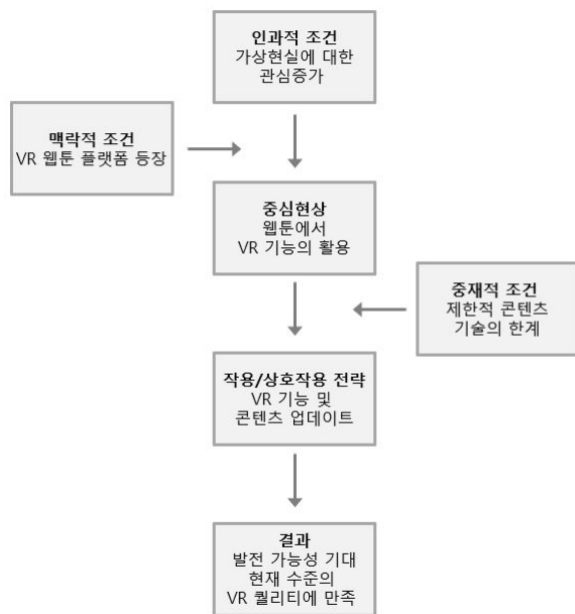 인과적 조건
가상현실에 대한
관심증가
맥락적 조건
VR 웹툰 플랫폼 등장
중심현상
웹툰에서
VR 기능의 활용
중재적 조건
제한적 콘텐츠
기술의 한계
작용/상호작용 전략
VR 기능 및
콘텐츠 업데이트
결과
발전 가능성 기대
현재 수준의
VR 퀄리티에 만족